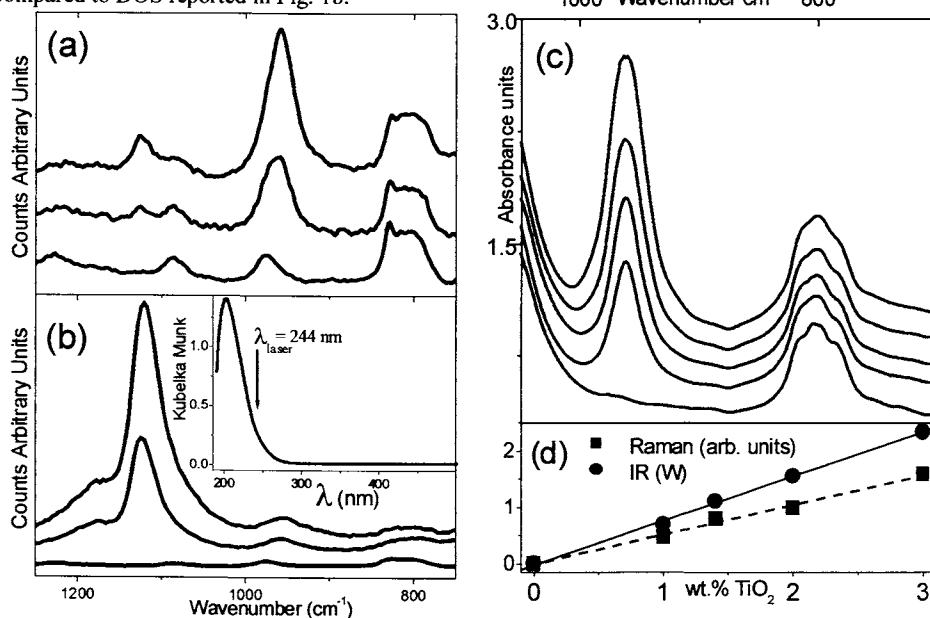 compared to DOS reported in Fig. 1b.
(a)
Counts Arbitrary Units
(b)
Counts Arbitrary Units
1200
1000
800
Wavenumber (cm⁻¹)
Kubelka Munk
1.0
0.5
0.0
λlaser = 244 nm
200
300
400
λ (nm)
Wavenumber cm
800
(c)
3.0
1.5
Absorbance units
(d)
Raman (arb. units)
IR (W)
2
1
0
0
1
wt.% TiO₂
2
3